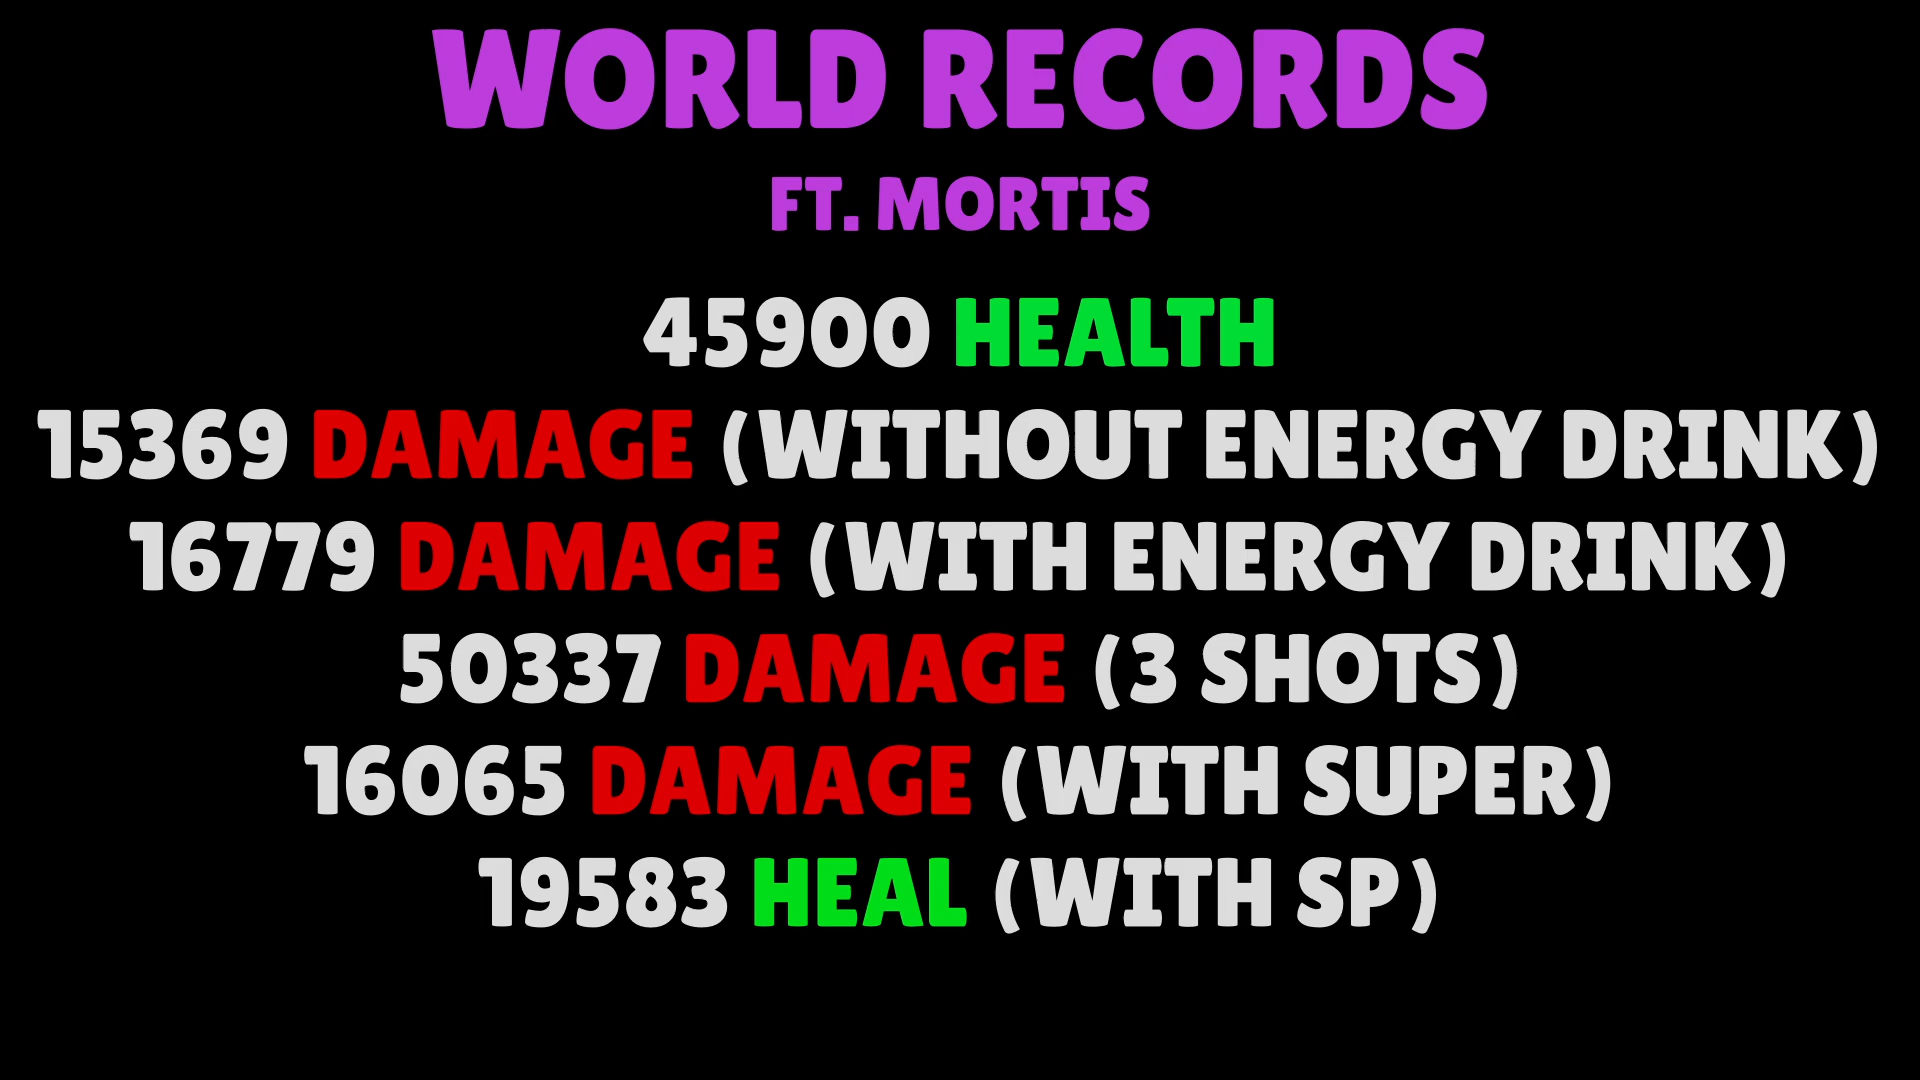 WORLD RECORDS
FT. MORTIS
45900 HEALTH
15369 DAMAGE (WITHOUT ENERGY DRINK)
16779 DAMAGE (WITH ENERGY DRINK)
50337 DAMAGE (3 SHOTS)
16065 DAMAGE (WITH SUPER)
19583 HEAL (WITH SP)